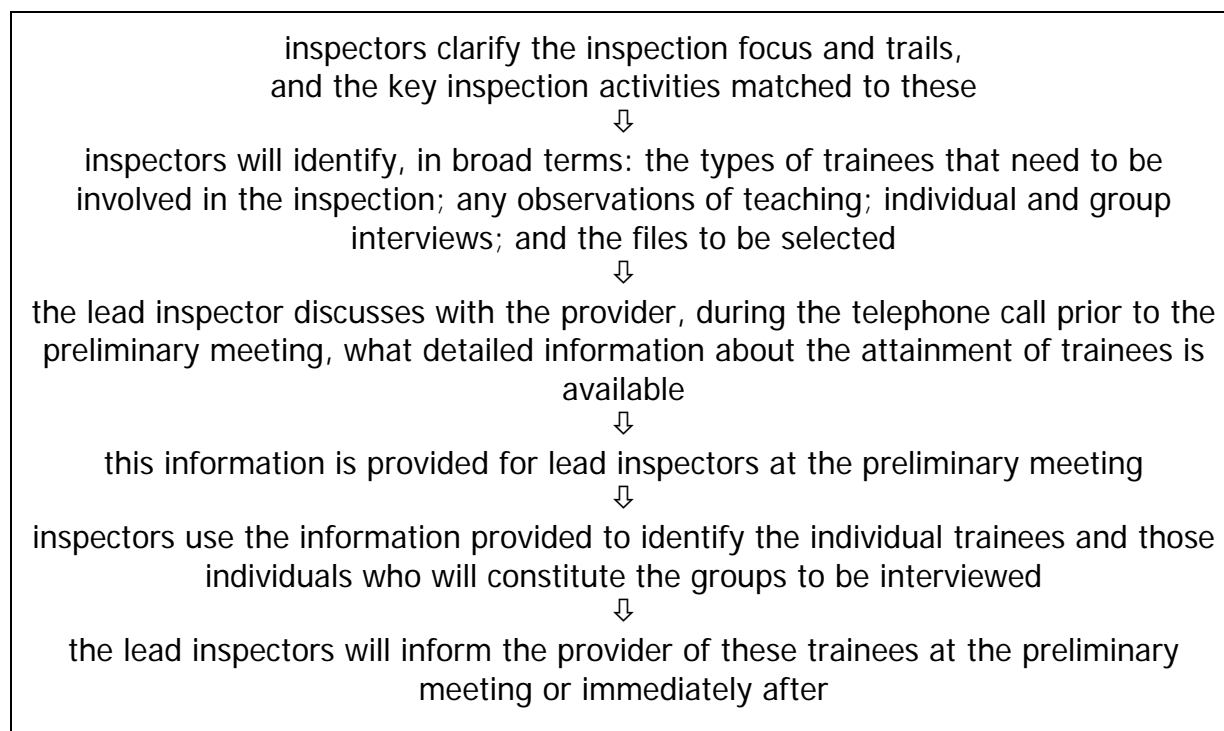 inspectors clarify the inspection focus and trails,
and the key inspection activities matched to these
⇩
inspectors will identify, in broad terms: the types of trainees that need to be
involved in the inspection; any observations of teaching; individual and group
interviews; and the files to be selected
⇩
the lead inspector discusses with the provider, during the telephone call prior to the
preliminary meeting, what detailed information about the attainment of trainees is
available
⇩
this information is provided for lead inspectors at the preliminary meeting
⇩
inspectors use the information provided to identify the individual trainees and those
individuals who will constitute the groups to be interviewed
⇩
the lead inspectors will inform the provider of these trainees at the preliminary
meeting or immediately after